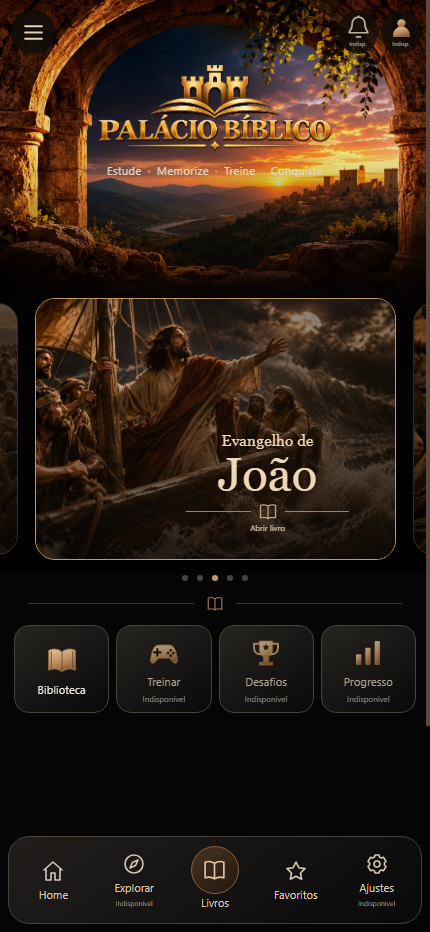 Indisp.
Indisp.
PALÁCIO BÍBLICO
Estude • Memorize • Treine • Conquiste
Evangelho de
João
Abrir livro
Biblioteca
Treinar
Indisponível
Desafios
Indisponível
Progresso
Indisponível
Home
Explorar
Indisponível
Livros
Favoritos
Ajustes
Indisponível